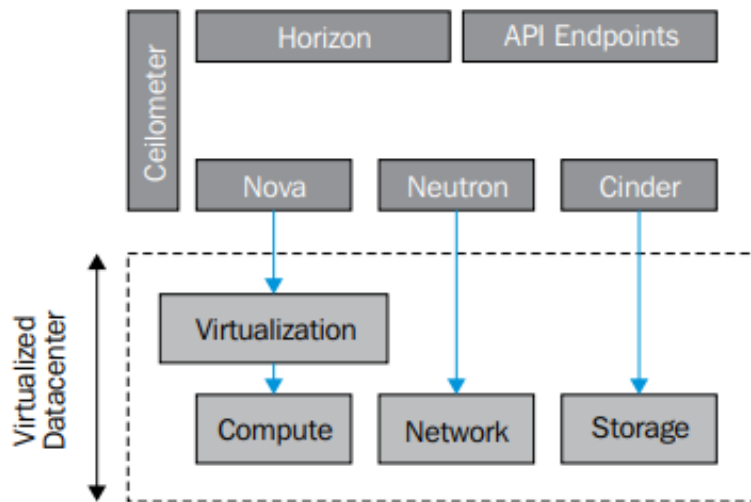 Ceilometer
Horizon
API Endpoints
Nova
Neutron
Cinder
Virtualized
Datacenter
Virtualization
Compute
Network
Storage